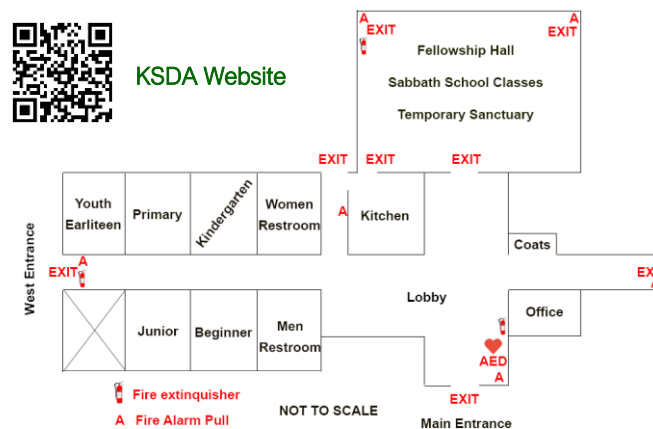 KSDA Website
A
EXIT
A
EXIT
Fellowship Hall
Sabbath School Classes
Temporary Sanctuary
EXIT
EXIT
EXIT
Youth
Earliteen
Primary
Kindergarten
Women
Restroom
A
Kitchen
Coats
West Entrance
A
EXIT
EXIT
A
Lobby
Junior
Beginner
Men
Restroom
Office
AED
A
EXIT
Main Entrance
Fire extinquisher
A Fire Alarm Pull
NOT TO SCALE